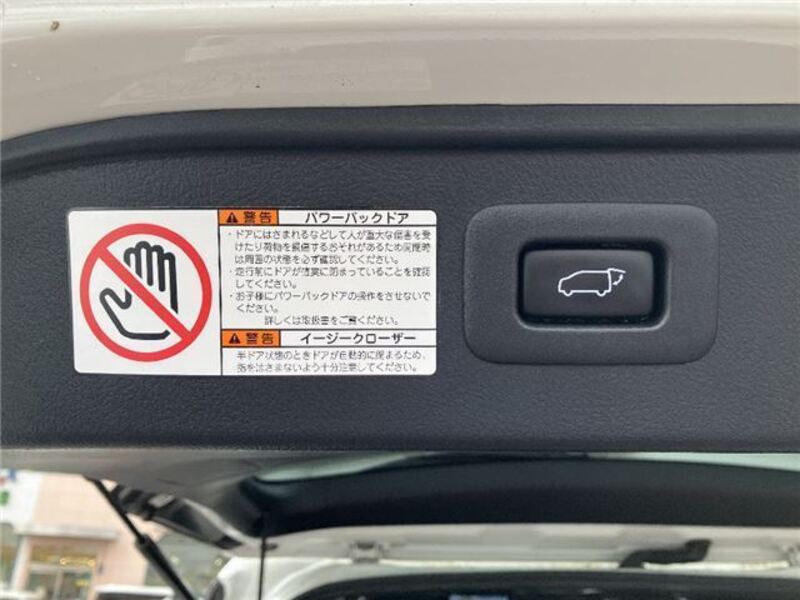 警告 パワーバックドア
・ドアにはさまれるなどして人が重大な傷害を受
けたり荷物を損傷するおそれがあるため開閉時
は周囲の状態を必ず確認してください。
・走行前にドアが確実に閉まっていることを確認
してください。
・お子様にパワーバックドアの操作をさせないで
ください。
詳しくは取扱書をご覧ください。
警告 イージークローザー
半ドア状態のときドアが自動的に閉まるため、
指をはさまないよう十分注意してください。